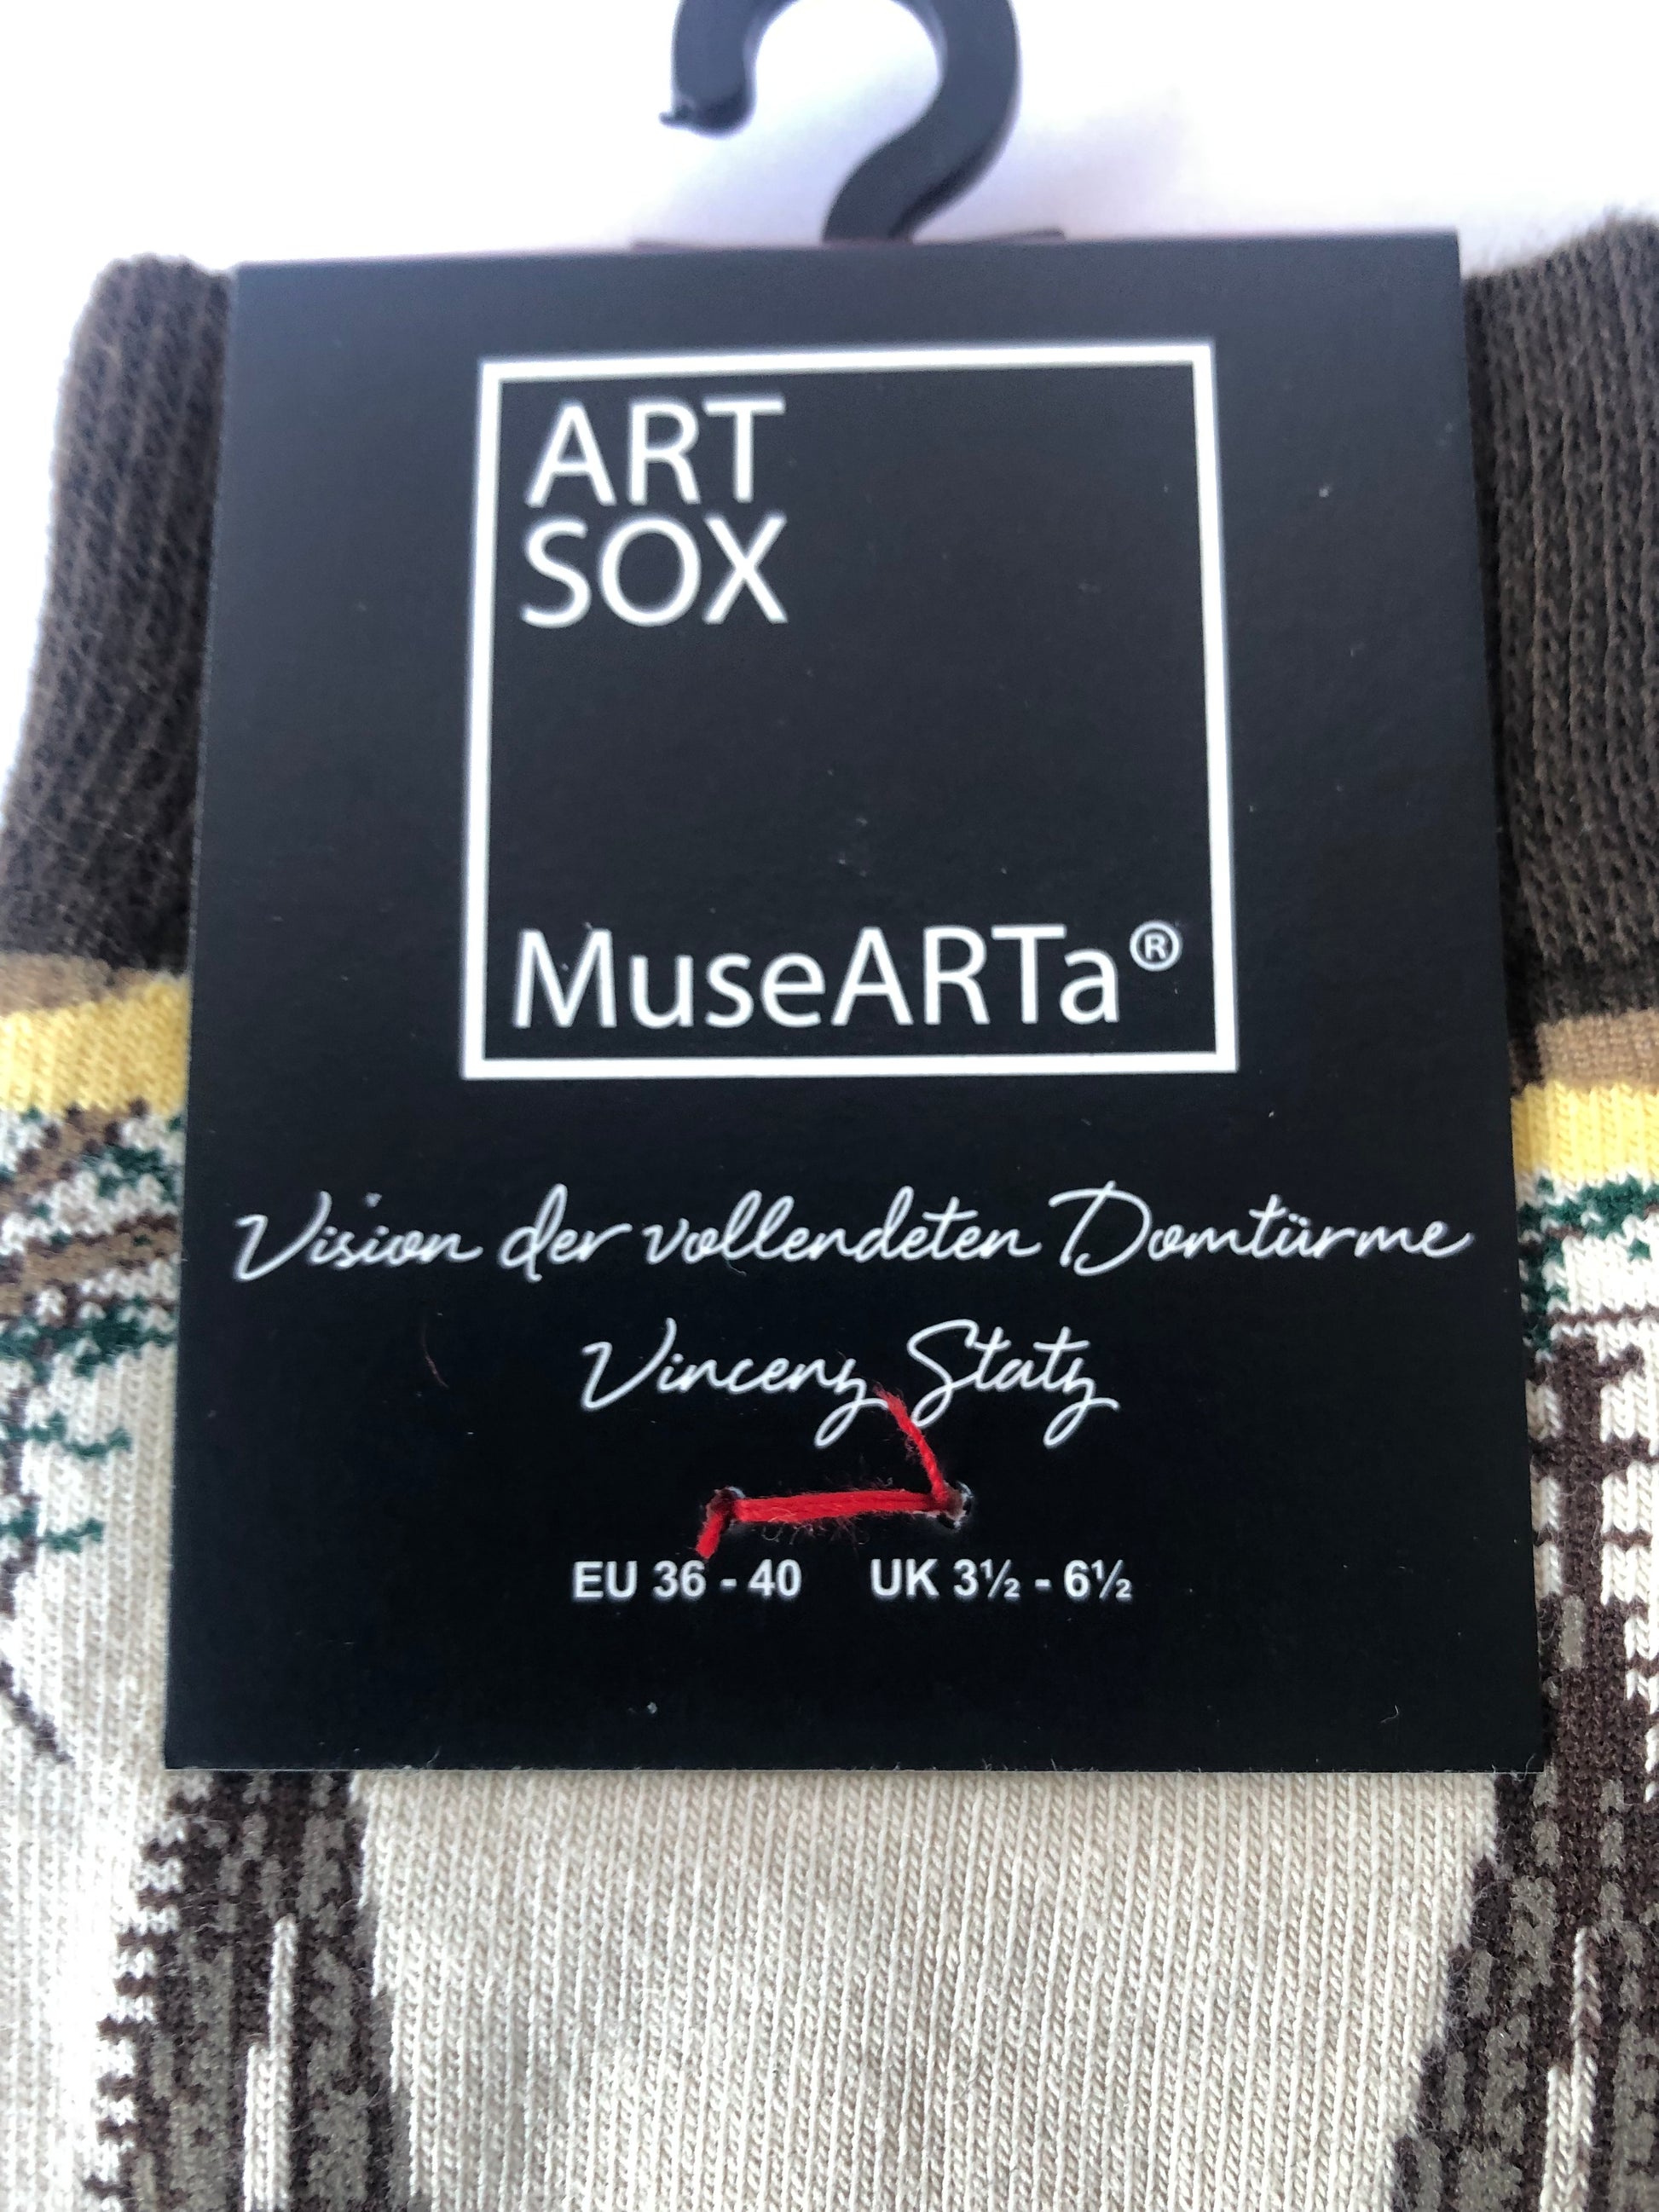 ART
SOX
MuseARTa®
Vision der vollendeten Domtürme
Vincenz Statz
EU 36 - 40 UK 3½ - 6½